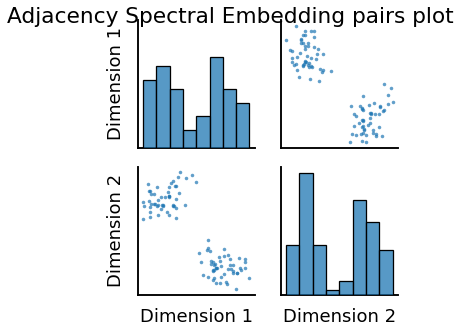 Adjacency Spectral Embedding pairs plot
Dimension 1
Dimension 2
Dimension 1
Dimension 2